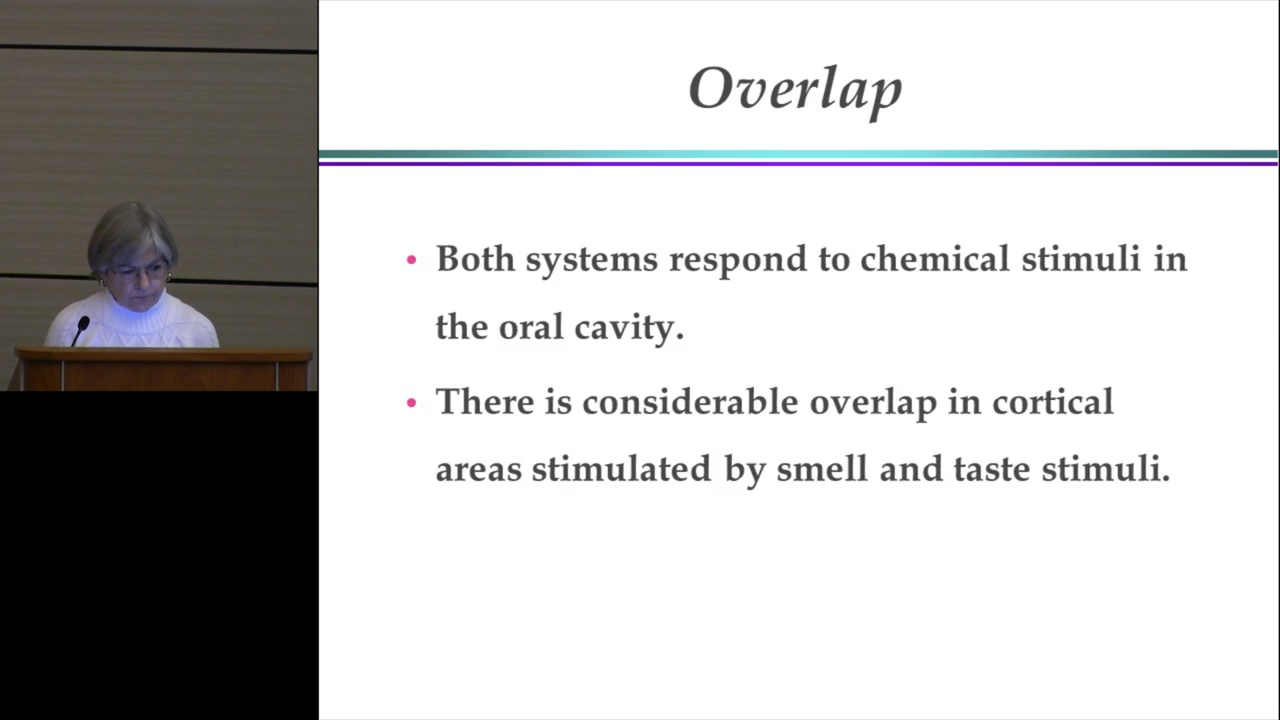 Overlap
• Both systems respond to chemical stimuli in
the oral cavity.
• There is considerable overlap in cortical
areas stimulated by smell and taste stimuli.